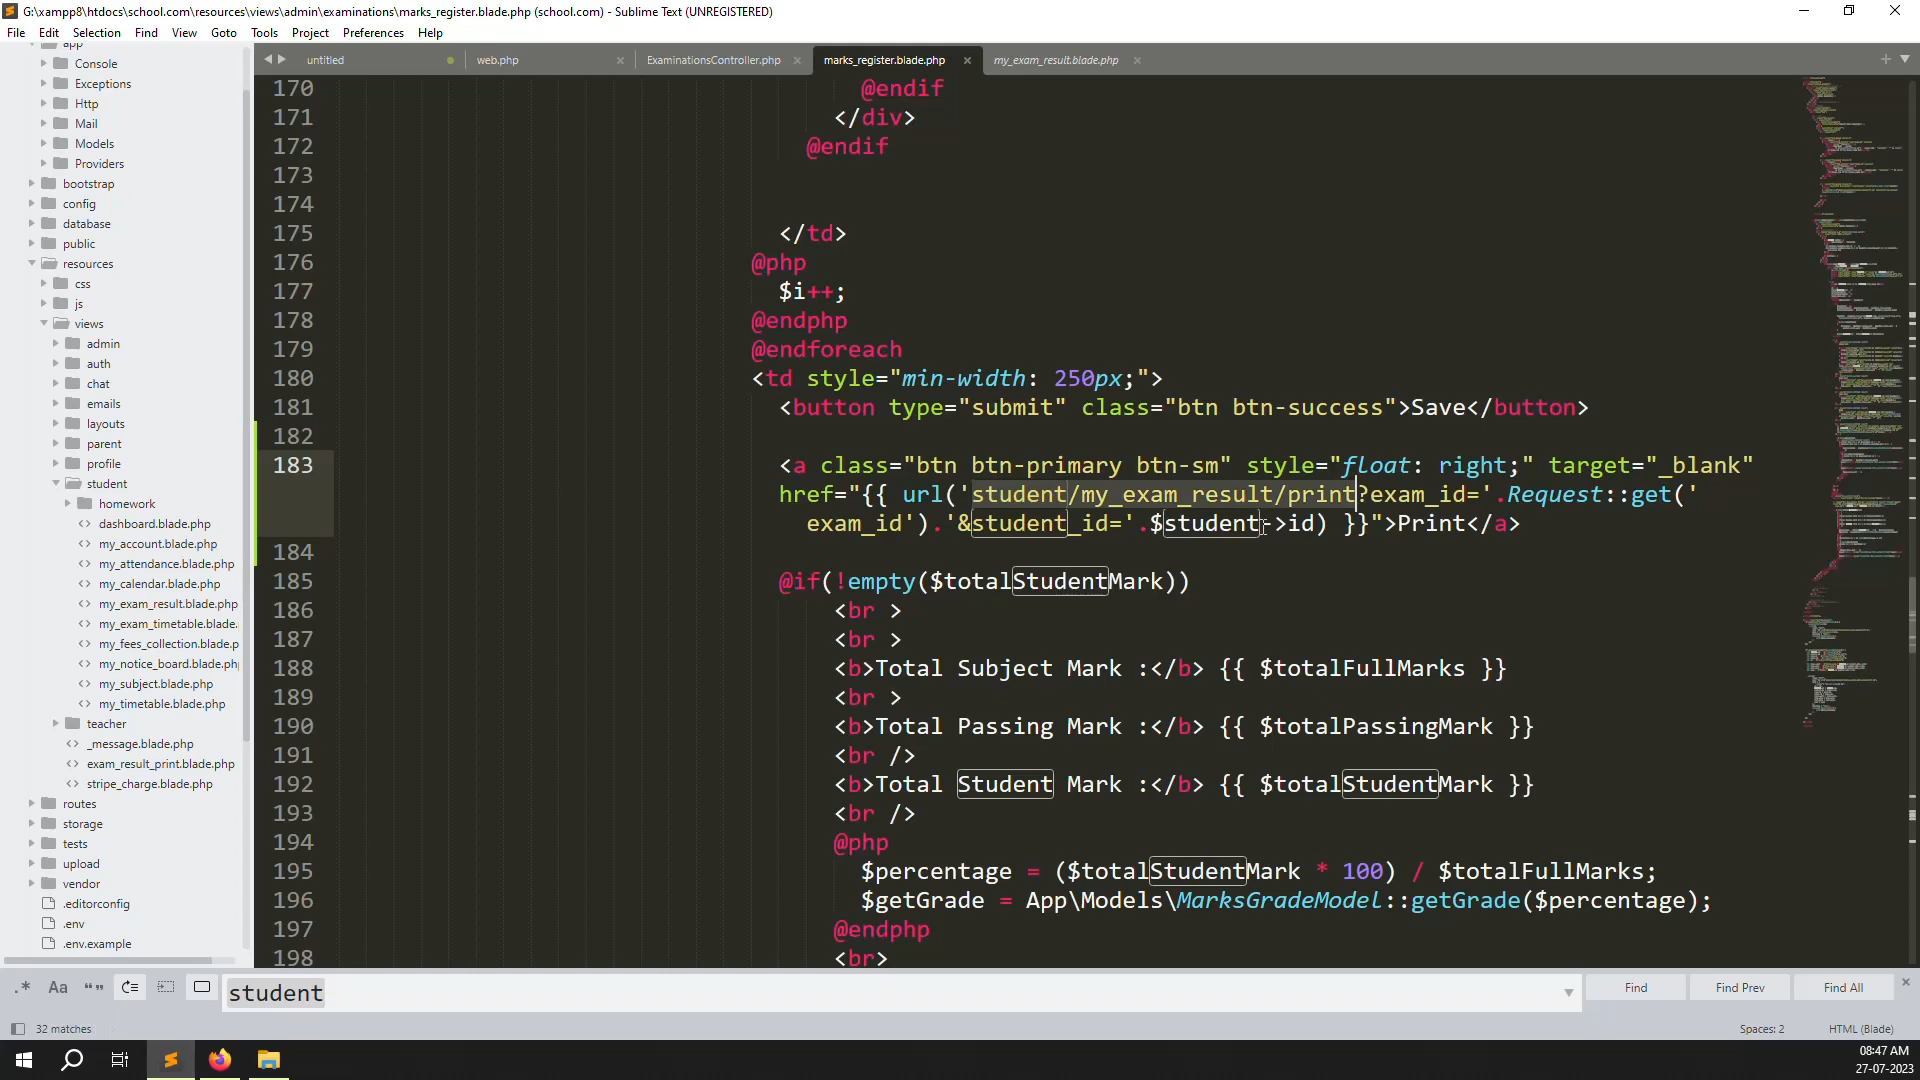 G:\xampp8\htdocs\school.com\resources\views\admin\examinations\marks_register.blade.php (school.com) - Sublime Text (UNREGISTERED)
File Edit Selection Find View Goto Tools Project Preferences Help
untitled web.php ExaminationsController.php marks_register.blade.php my_exam_result.blade.php
app
Console
Exceptions
Http
Mail
Models
Providers
bootstrap
config
database
public
resources
css
js
views
admin
auth
chat
emails
layouts
parent
profile
student
homework
dashboard.blade.php
my_account.blade.php
my_attendance.blade.php
my_calendar.blade.php
my_exam_result.blade.php
my_exam_timetable.blade.
my_fees_collection.blade.p
my_notice_board.blade.ph
my_subject.blade.php
my_timetable.blade.php
teacher
_message.blade.php
exam_result_print.blade.php
stripe_charge.blade.php
routes
storage
tests
upload
vendor
.editorconfig
.env
.env.example
170 @endif
171 </div>
172 @endif
173
174
175 </td>
176 @php
177 $i++;
178 @endphp
179 @endforeach
180 <td style="min-width: 250px;">
181 <button type="submit" class="btn btn-success">Save</button>
182
183 <a class="btn btn-primary btn-sm" style="float: right;" target="_blank"
href="{{ url('student/my_exam_result/print?exam_id='.Request::get('
exam_id').'&student_id='.$student->id) }}">Print</a>
184
185 @if(!empty($totalStudentMark))
186 <br >
187 <br >
188 <b>Total Subject Mark :</b> {{ $totalFullMarks }}
189 <br >
190 <b>Total Passing Mark :</b> {{ $totalPassingMark }}
191 <br />
192 <b>Total Student Mark :</b> {{ $totalStudentMark }}
193 <br />
194 @php
195 $percentage = ($totalStudentMark * 100) / $totalFullMarks;
196 $getGrade = App\Models\MarksGradeModel::getGrade($percentage);
197 @endphp
198 <br>
.* Aa “” student Find Find Prev Find All
32 matches Spaces: 2 HTML (Blade)
08:47 AM
27-07-2023